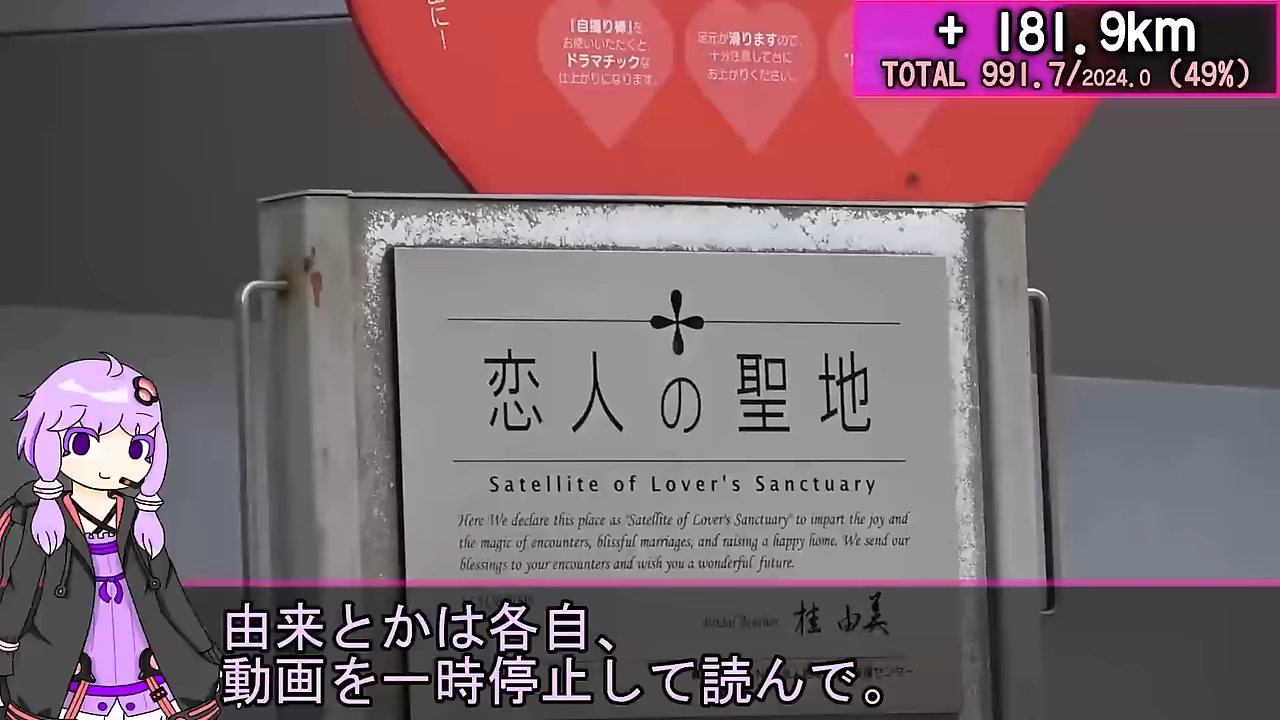 『自撮り棒』を
お使いいただくと、
ドラマチックな
仕上がりになります。
足元が滑りますので、
十分注意して台に
お上がりください。
+ 181.9km
TOTAL 991.7/2024.0 (49%)
恋人の聖地
Satellite of Lover's Sanctuary
Here We declare this place as "Satellite of Lover's Sanctuary" to impart the joy and
the magic of encounters, blissful marriages, and raising a happy home. We send our
blessings to your encounters and wish you a wonderful future.
桂 由美
由来とかは各自、
動画を一時停止して読んで。